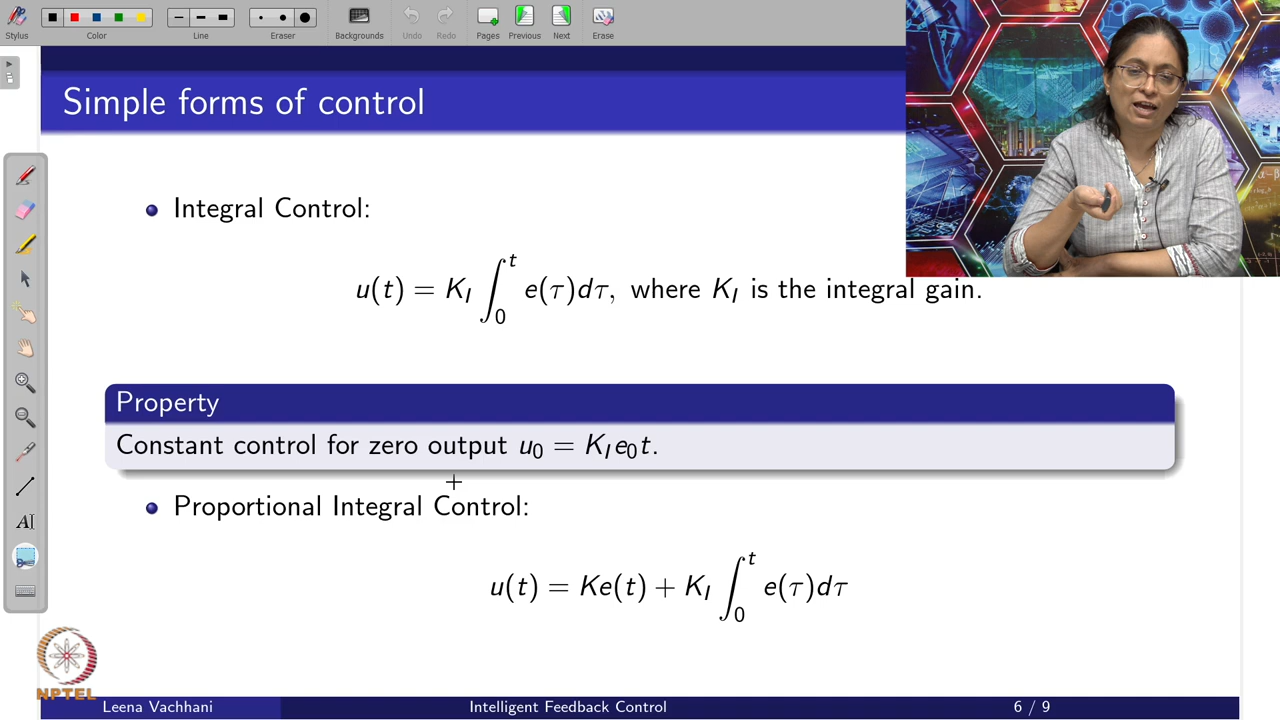 Stylus
Color
Line
Eraser
Backgrounds
Undo
Redo
Pages
Previous
Next
Erase
Simple forms of control
Integral Control:
u(t) = K_I ∫_0^t e(τ)dτ, where K_I is the integral gain.
Property
Constant control for zero output u_0 = K_I e_0 t.
Proportional Integral Control:
u(t) = Ke(t) + K_I ∫_0^t e(τ)dτ
NPTEL
Leena Vachhani
Intelligent Feedback Control
6 / 9